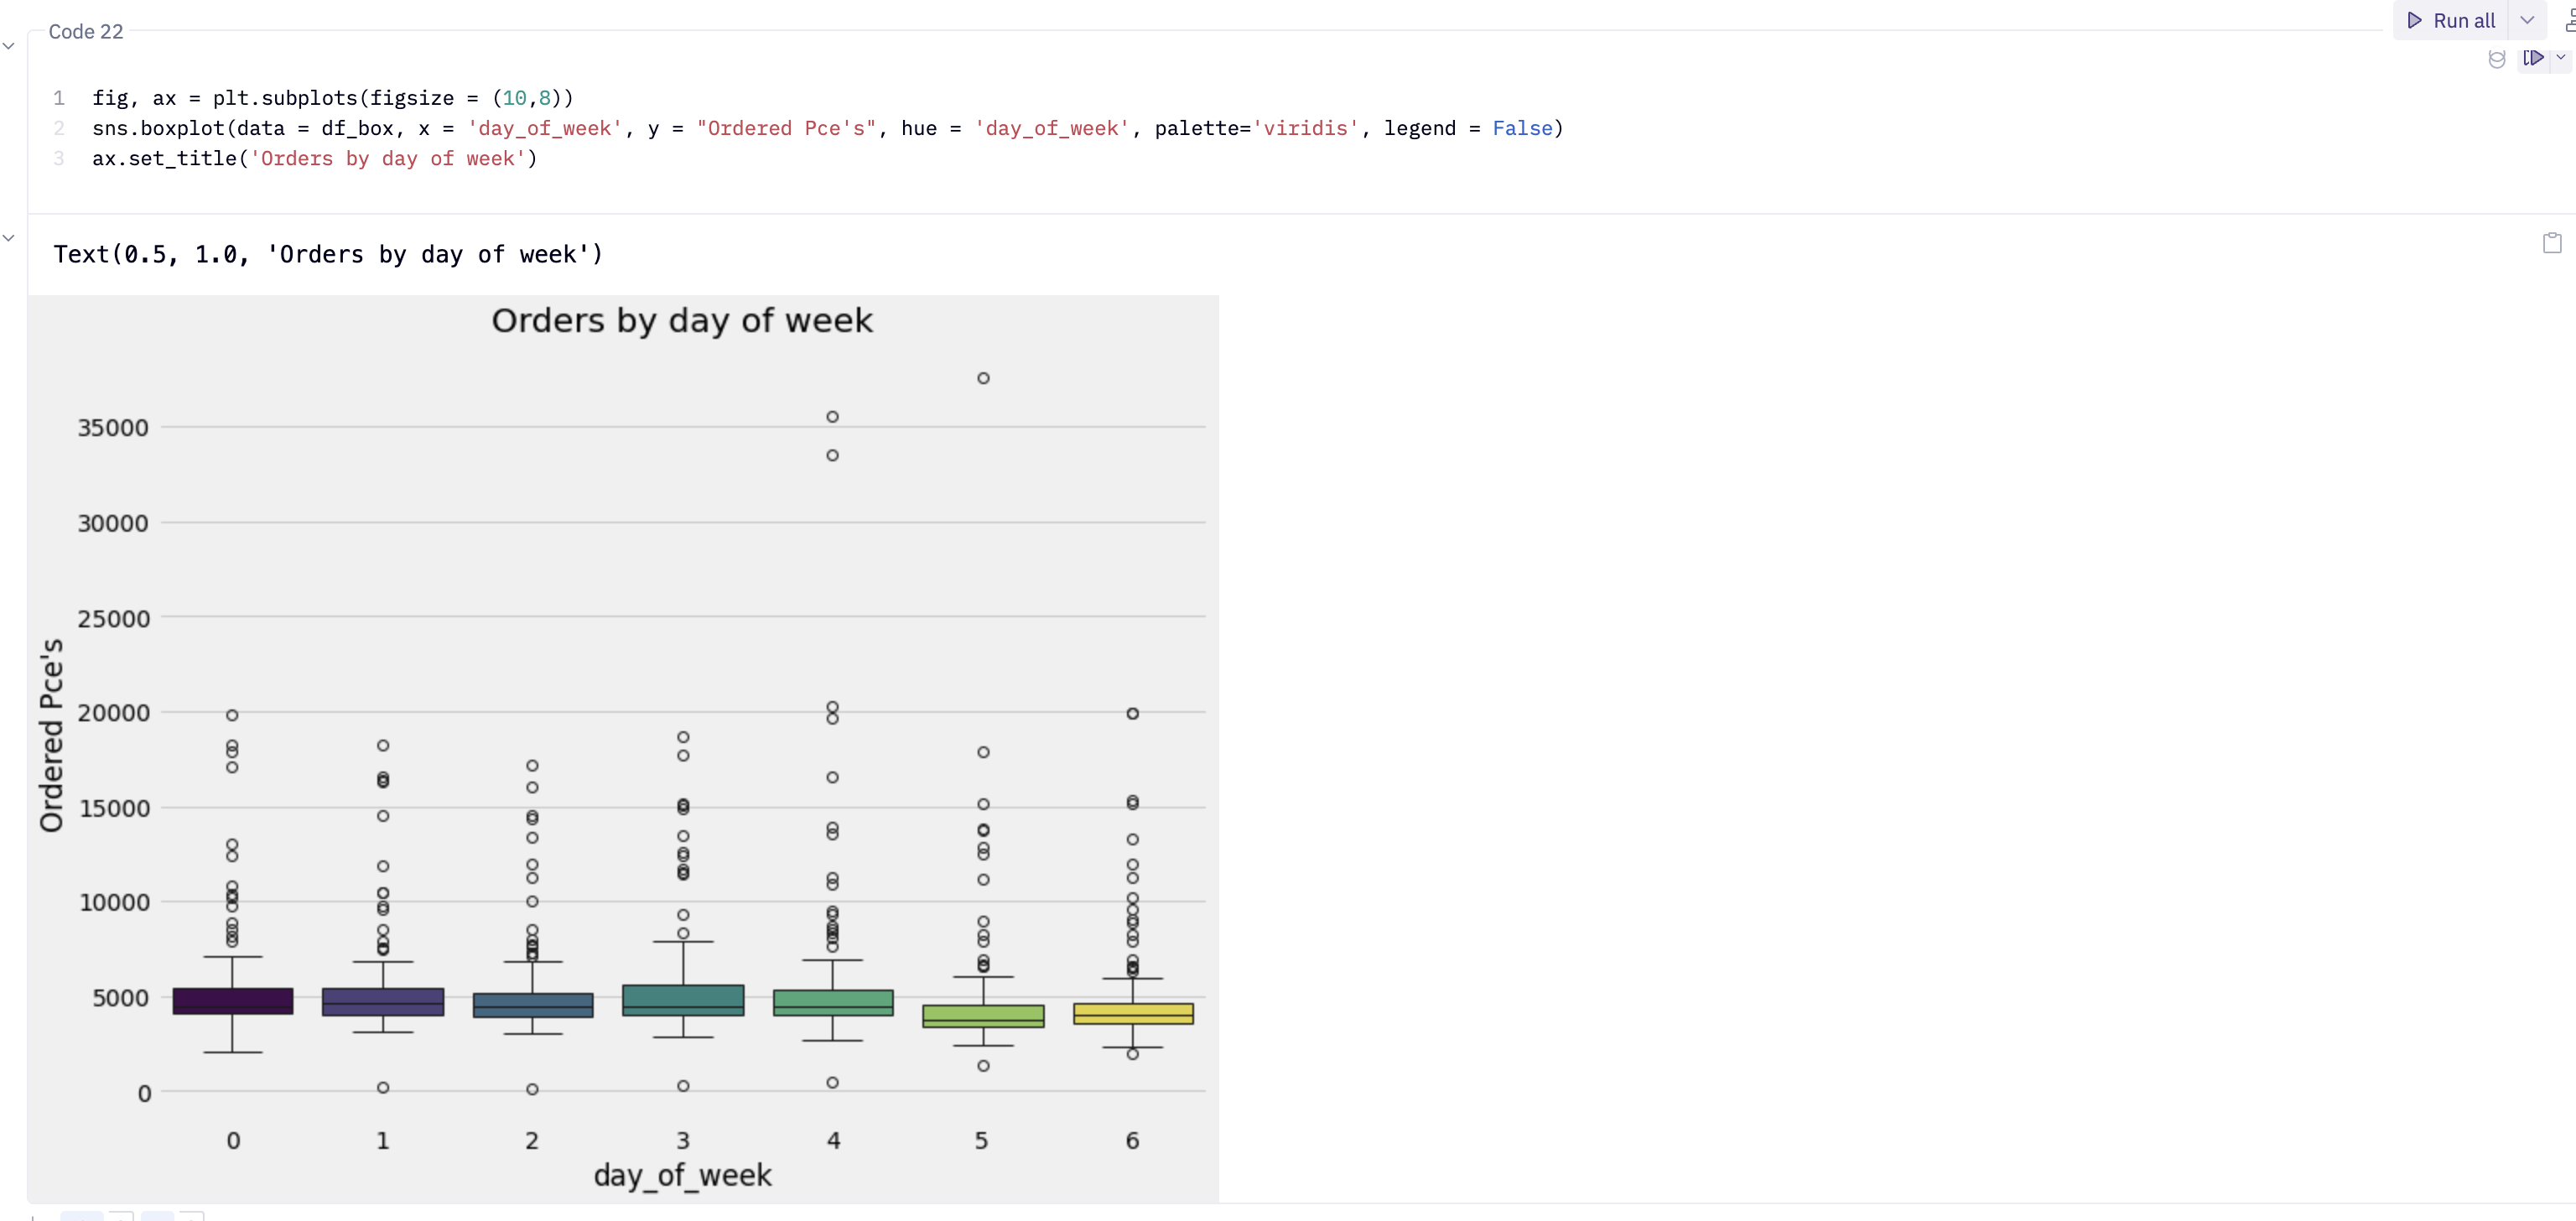 Code 22
Run all
1 fig, ax = plt.subplots(figsize = (10,8))
2 sns.boxplot(data = df_box, x = 'day_of_week', y = "Ordered Pce's", hue = 'day_of_week', palette='viridis', legend = False)
3 ax.set_title('Orders by day of week')
Text(0.5, 1.0, 'Orders by day of week')
Orders by day of week
35000
30000
25000
20000
15000
10000
5000
0
Ordered Pce's
0 1 2 3 4 5 6
day_of_week